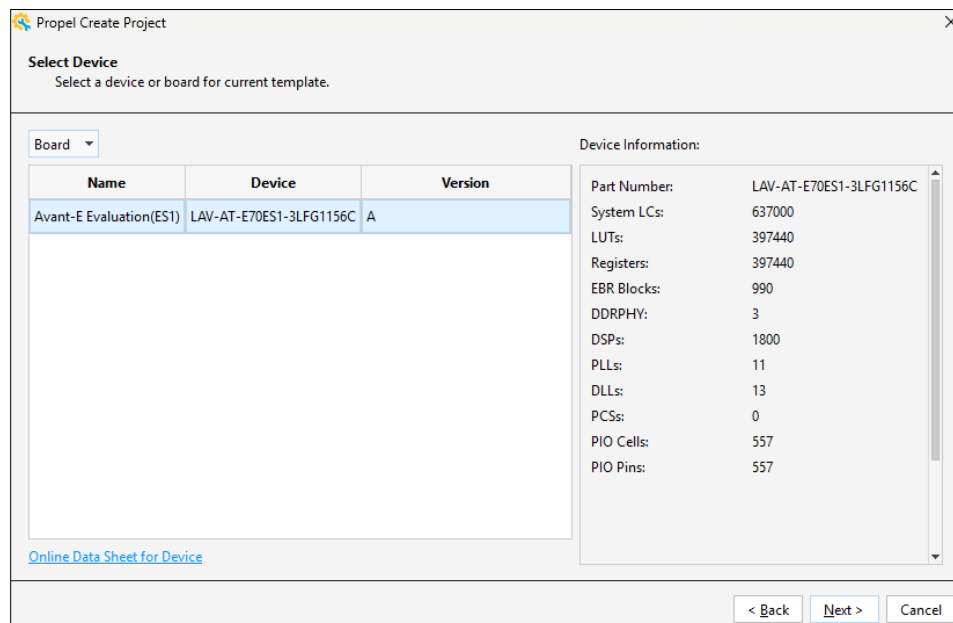 Propel Create Project
Select Device
Select a device or board for current template.
Board
Device Information:
Name Device Version
Avant-E Evaluation(ES1) LAV-AT-E70ES1-3LFG1156C A
Part Number: LAV-AT-E70ES1-3LFG1156C
System LCs: 637000
LUTs: 397440
Registers: 397440
EBR Blocks: 990
DDRPHY: 3
DSPs: 1800
PLLs: 11
DLLs: 13
PCSs: 0
PIO Cells: 557
PIO Pins: 557
Online Data Sheet for Device
< Back Next > Cancel